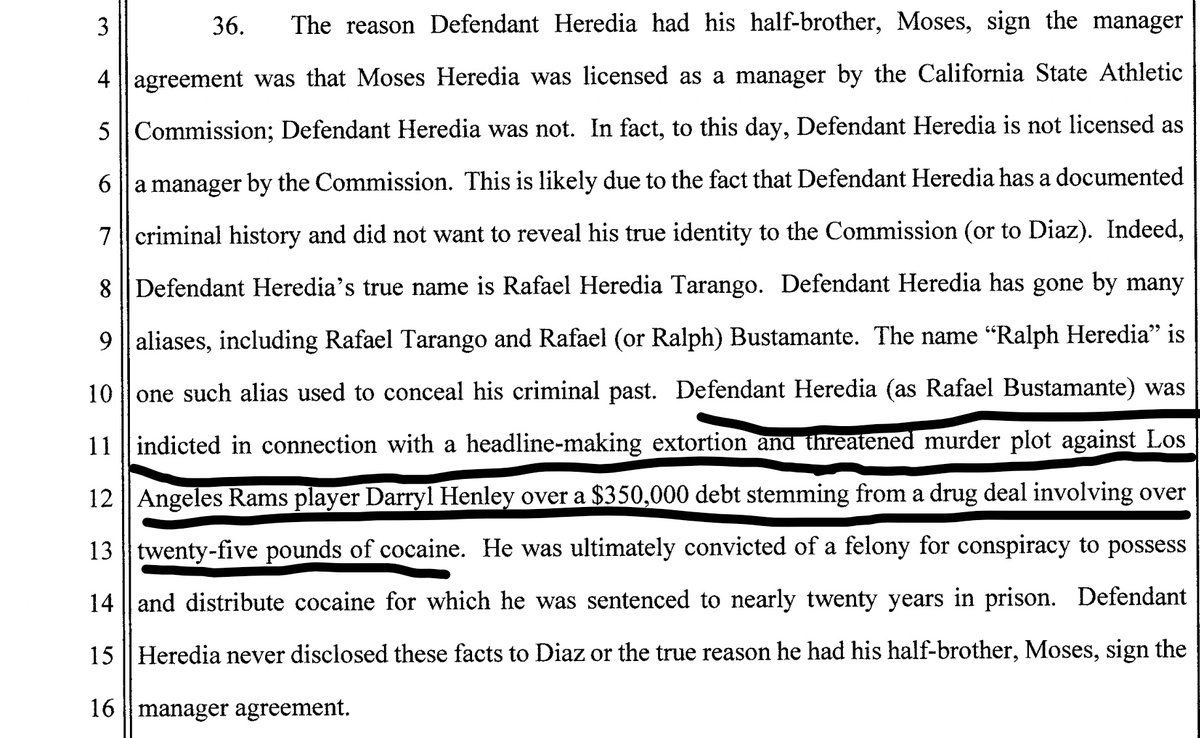 3 36. The reason Defendant Heredia had his half-brother, Moses, sign the manager
4 agreement was that Moses Heredia was licensed as a manager by the California State Athletic
5 Commission; Defendant Heredia was not. In fact, to this day, Defendant Heredia is not licensed as
6 a manager by the Commission. This is likely due to the fact that Defendant Heredia has a documented
7 criminal history and did not want to reveal his true identity to the Commission (or to Diaz). Indeed,
8 Defendant Heredia’s true name is Rafael Heredia Tarango. Defendant Heredia has gone by many
9 aliases, including Rafael Tarango and Rafael (or Ralph) Bustamante. The name “Ralph Heredia” is
10 one such alias used to conceal his criminal past. Defendant Heredia (as Rafael Bustamante) was
11 indicted in connection with a headline-making extortion and threatened murder plot against Los
12 Angeles Rams player Darryl Henley over a $350,000 debt stemming from a drug deal involving over
13 twenty-five pounds of cocaine. He was ultimately convicted of a felony for conspiracy to possess
14 and distribute cocaine for which he was sentenced to nearly twenty years in prison. Defendant
15 Heredia never disclosed these facts to Diaz or the true reason he had his half-brother, Moses, sign the
16 manager agreement.